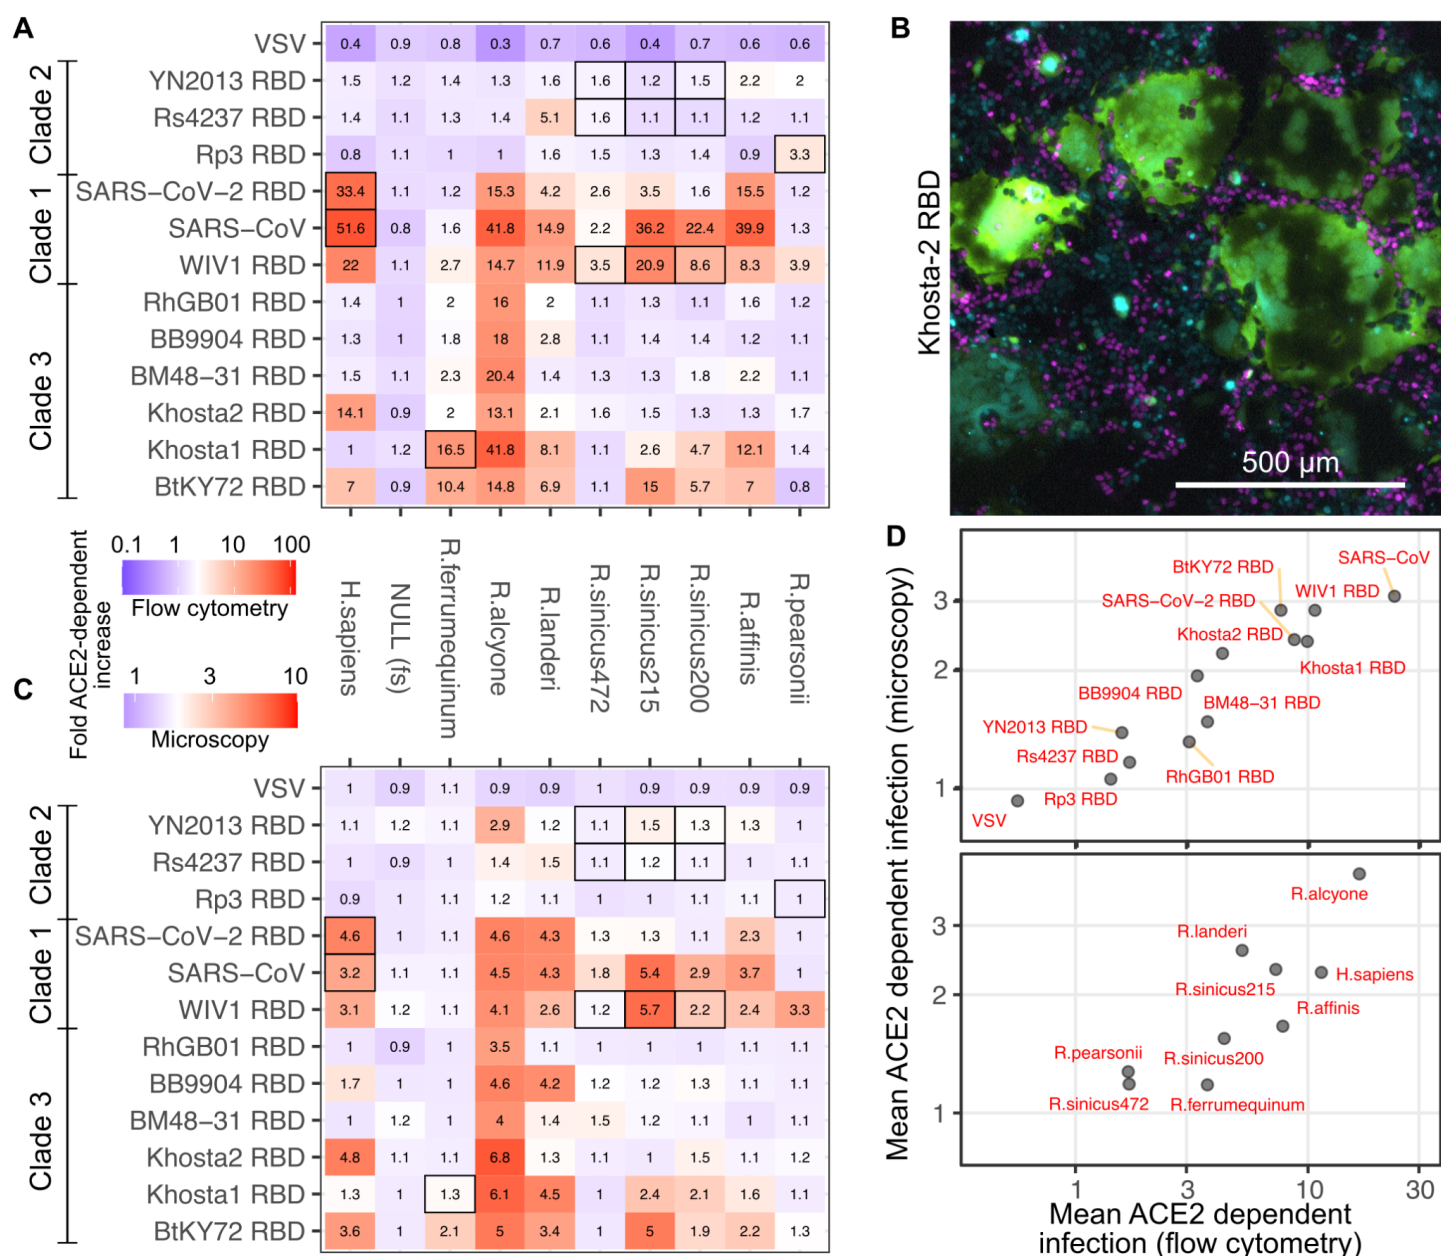 A
VSV 0.4 0.9 0.8 0.3 0.7 0.6 0.4 0.7 0.6 0.6
Clade 2
YN2013 RBD 1.5 1.2 1.4 1.3 1.6 1.6 1.2 1.5 2.2 2
Rs4237 RBD 1.4 1.1 1.3 1.4 5.1 1.6 1.1 1.1 1.2 1.1
Rp3 RBD 0.8 1.1 1 1 1.6 1.5 1.3 1.4 0.9 3.3
Clade 1
SARS−CoV−2 RBD 33.4 1.1 1.2 15.3 4.2 2.6 3.5 1.6 15.5 1.2
SARS−CoV 51.6 0.8 1.6 41.8 14.9 2.2 36.2 22.4 39.9 1.3
WIV1 RBD 22 1.1 2.7 14.7 11.9 3.5 20.9 8.6 8.3 3.9
Clade 3
RhGB01 RBD 1.4 1 2 16 2 1.1 1.3 1.1 1.6 1.2
BB9904 RBD 1.3 1 1.8 18 2.8 1.1 1.4 1.4 1.2 1.1
BM48−31 RBD 1.5 1.1 2.3 20.4 1.4 1.3 1.3 1.8 2.2 1.1
Khosta2 RBD 14.1 0.9 2 13.1 2.1 1.6 1.5 1.3 1.3 1.7
Khosta1 RBD 1 1.2 16.5 41.8 8.1 1.1 2.6 4.7 12.1 1.4
BtKY72 RBD 7 0.9 10.4 14.8 6.9 1.1 15 5.7 7 0.8
Fold ACE2-dependent
increase
0.1 1 10 100
Flow cytometry
1 3 10
Microscopy
H.sapiens
NULL (fs)
R.ferrumequinum
R.alcyone
R.landeri
R.sinicus472
R.sinicus215
R.sinicus200
R.affinis
R.pearsonii
B
Khosta-2 RBD
500 µm
C
VSV 1 0.9 1.1 0.9 0.9 1 0.9 0.9 0.9 0.9
Clade 2
YN2013 RBD 1.1 1.2 1.1 2.9 1.2 1.1 1.5 1.3 1.3 1
Rs4237 RBD 1 0.9 1 1.4 1.5 1.1 1.2 1.1 1 1.1
Rp3 RBD 0.9 1 1.1 1.2 1.1 1 1 1.1 1.1 1
Clade 1
SARS−CoV−2 RBD 4.6 1 1.1 4.6 4.3 1.3 1.3 1.1 2.3 1
SARS−CoV 3.2 1.1 1.1 4.5 4.3 1.8 5.4 2.9 3.7 1
WIV1 RBD 3.1 1.2 1.1 4.1 2.6 1.2 5.7 2.2 2.4 3.3
Clade 3
RhGB01 RBD 1 0.9 1 3.5 1.1 1 1 1 1.1 1.1
BB9904 RBD 1.7 1 1 4.6 4.2 1.2 1.2 1.3 1.1 1.1
BM48−31 RBD 1 1.2 1 4 1.4 1.5 1.2 1.1 1 1.1
Khosta2 RBD 4.8 1.1 1.1 6.8 1.3 1.1 1 1.5 1.1 1.2
Khosta1 RBD 1.3 1 1.3 6.1 4.5 1 2.4 2.1 1.6 1.1
BtKY72 RBD 3.6 1 2.1 5 3.4 1 5 1.9 2.2 1.3
D
Mean ACE2 dependent infection (microscopy)
3
2
1
SARS−CoV
BtKY72 RBD
WIV1 RBD
SARS−CoV−2 RBD
Khosta2 RBD
Khosta1 RBD
BB9904 RBD
BM48−31 RBD
YN2013 RBD
Rs4237 RBD
RhGB01 RBD
Rp3 RBD
VSV
3
2
1
R.alcyone
R.landeri
H.sapiens
R.sinicus215
R.affinis
R.pearsonii
R.sinicus200
R.sinicus472
R.ferrumequinum
1 3 10 30
Mean ACE2 dependent
infection (flow cytometry)